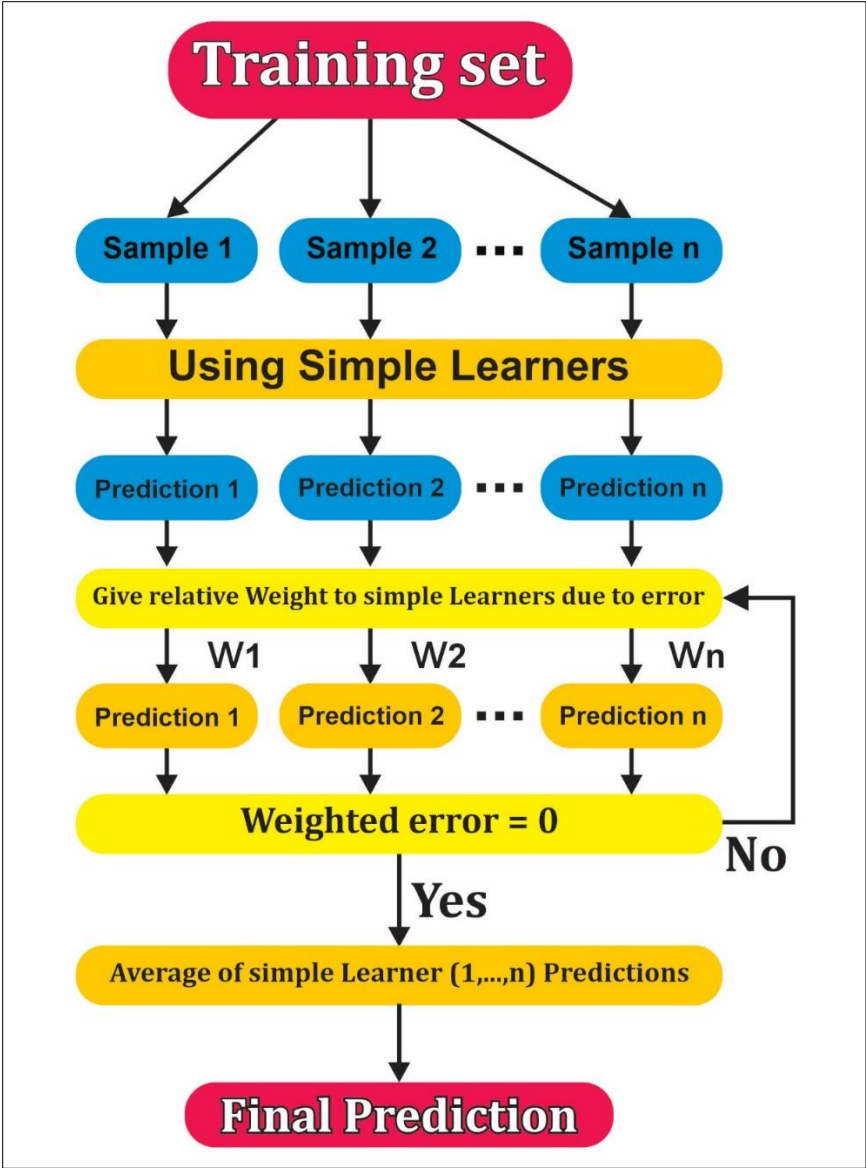 Training set
Sample 1 Sample 2 ... Sample n
Using Simple Learners
Prediction 1 Prediction 2 ... Prediction n
Give relative Weight to simple Learners due to error
W1 W2 Wn
Prediction 1 Prediction 2 ... Prediction n
Weighted error = 0
No
Yes
Average of simple Learner (1,...,n) Predictions
Final Prediction